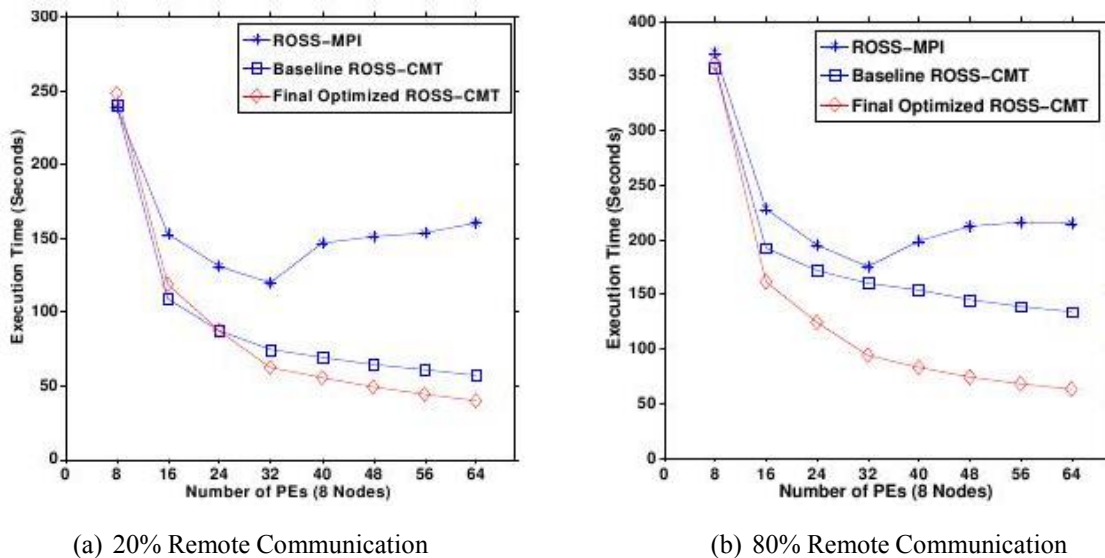 300
250
200
150
100
50
0
Execution Time (Seconds)
ROSS-MPI
Baseline ROSS-CMT
Final Optimized ROSS-CMT
0 8 16 24 32 40 48 56 64
Number of PEs (8 Nodes)
(a) 20% Remote Communication
400
350
300
250
200
150
100
50
0
Execution Time (Seconds)
ROSS-MPI
Baseline ROSS-CMT
Final Optimized ROSS-CMT
0 8 16 24 32 40 48 56 64
Number of PEs (8 Nodes)
(b) 80% Remote Communication